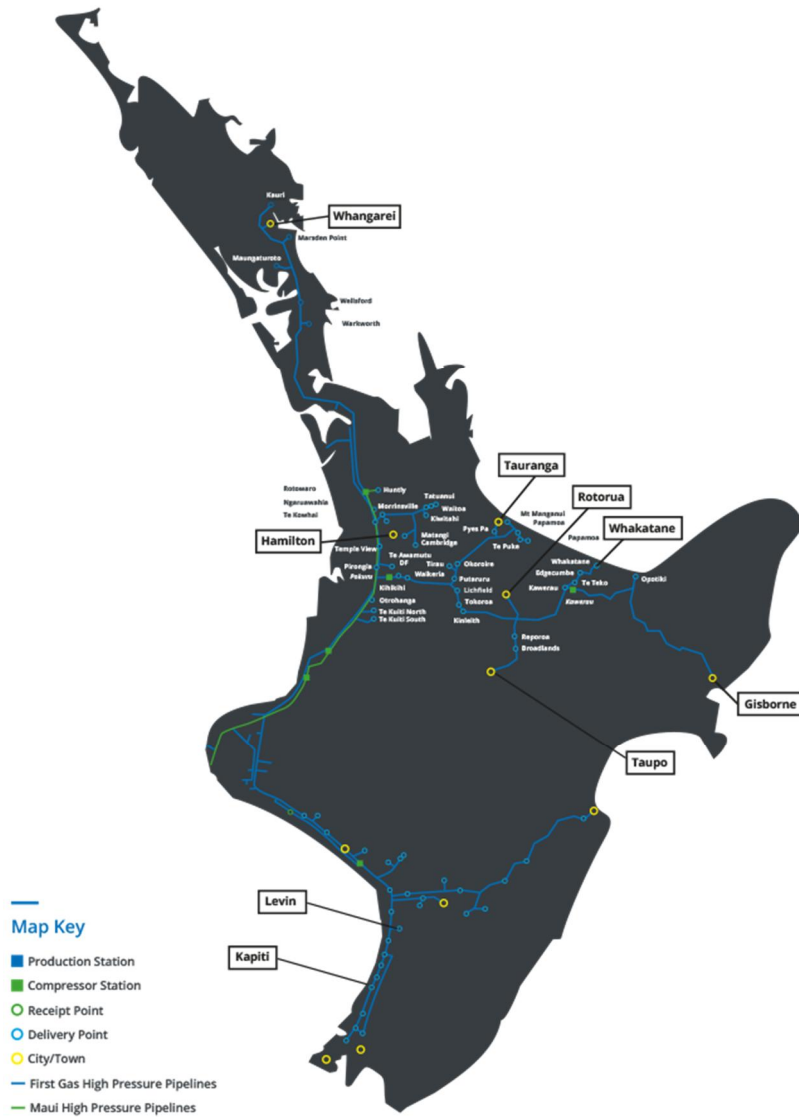 Kauri
Whangarei
Marsden Point
Maungaturoto
Wellsford
Warkworth
Tauranga
Rotowaro
Huntly
Tatuanui
Rotorua
Ngaruawahia
Morrinsville
Waitoa
Mt Manganui
Te Kowhai
Kiwitahi
Papamoa
Whakatane
Hamilton
Matangi
Pyes Pa
Papamoa
Cambridge
Te Puke
Temple View
Te Awamutu
DF
Tirau
Okoroire
Whakatane
Pirongia
Edgecumbe
Pokuru
Waikeria
Putaruru
Te Teko
Opotiki
Kihikihi
Lichfield
Kawerau
Otrohanga
Tokoroa
Kawerau
Te Kuiti North
Te Kuiti South
Kinleith
Reporoa
Broadlands
Gisborne
Taupo
Levin
Kapiti
Map Key
Production Station
Compressor Station
Receipt Point
Delivery Point
City/Town
First Gas High Pressure Pipelines
Maui High Pressure Pipelines